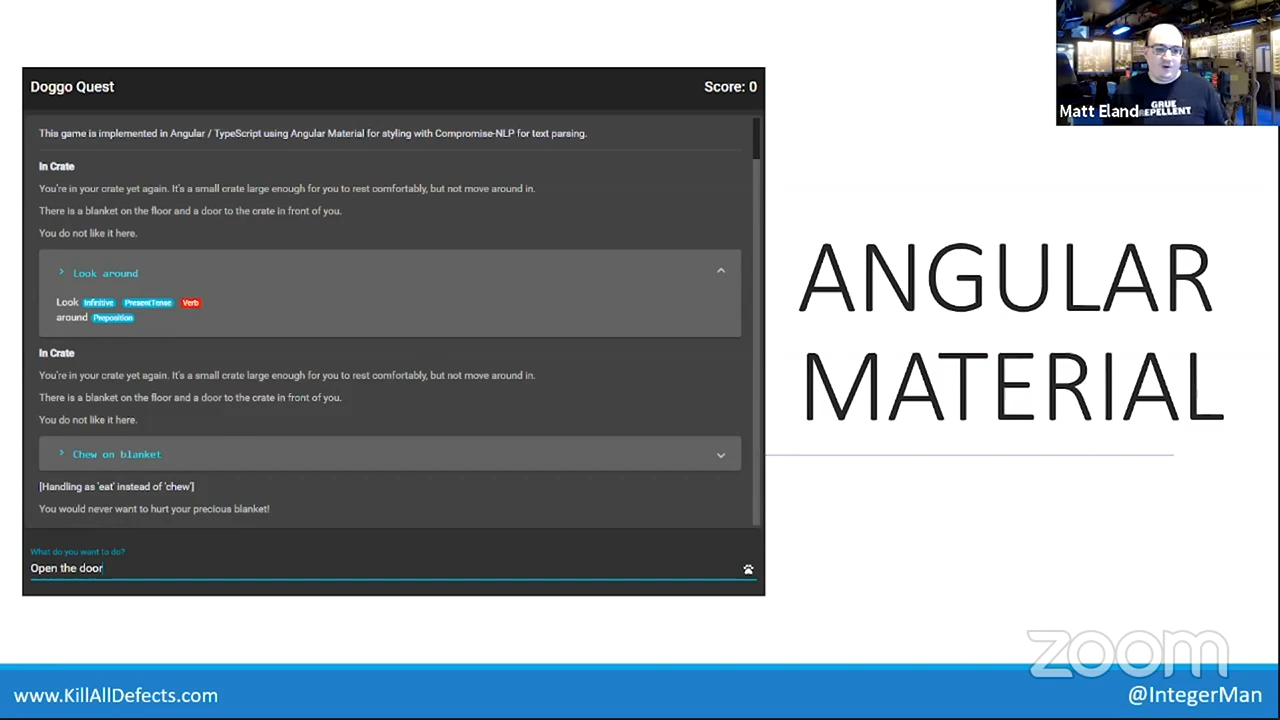 Doggo Quest
Score: 0
This game is implemented in Angular / TypeScript using Angular Material for styling with Compromise-NLP for text parsing.
In Crate
You're in your crate yet again. It's a small crate large enough for you to rest comfortably, but not move around in.
There is a blanket on the floor and a door to the crate in front of you.
You do not like it here.
> Look around
Look Infinitive PresentTense Verb
around Preposition
In Crate
You're in your crate yet again. It's a small crate large enough for you to rest comfortably, but not move around in.
There is a blanket on the floor and a door to the crate in front of you.
You do not like it here.
> Chew on blanket
[Handling as 'eat' instead of 'chew']
You would never want to hurt your precious blanket!
What do you want to do?
Open the door
Matt Eland
GRUE
REPELLENT
ANGULAR
MATERIAL
zoom
www.KillAllDefects.com
@IntegerMan